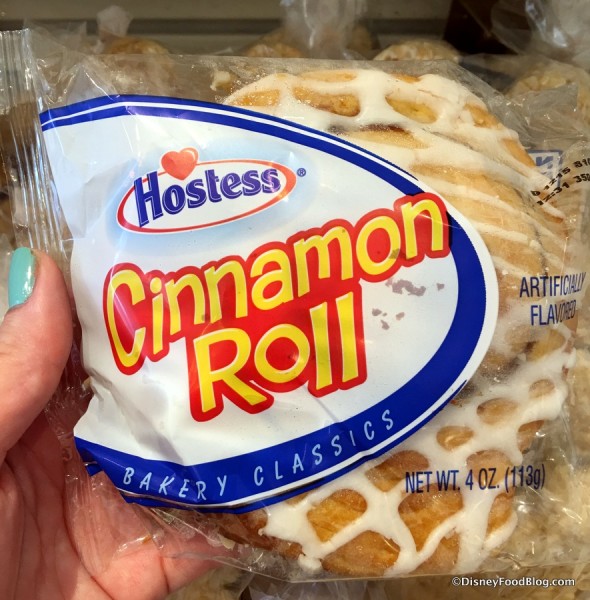 Hostess®
Cinnamon
Roll
BAKERY CLASSICS
ARTIFICIALLY
FLAVORED
NET WT. 4 OZ. (113g)
©DisneyFoodBlog.com